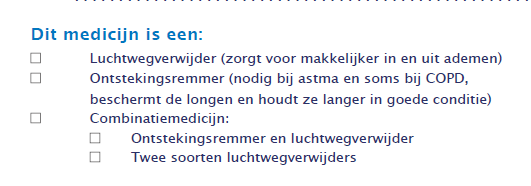 Dit medicijn is een:
☐ Luchtwegverwijder (zorgt voor makkelijker in en uit ademen)
☐ Ontstekingsremmer (nodig bij astma en soms bij COPD,
beschermt de longen en houdt ze langer in goede conditie)
☐ Combinatiemedicijn:
☐ Ontstekingsremmer en luchtwegverwijder
☐ Twee soorten luchtwegverwijders